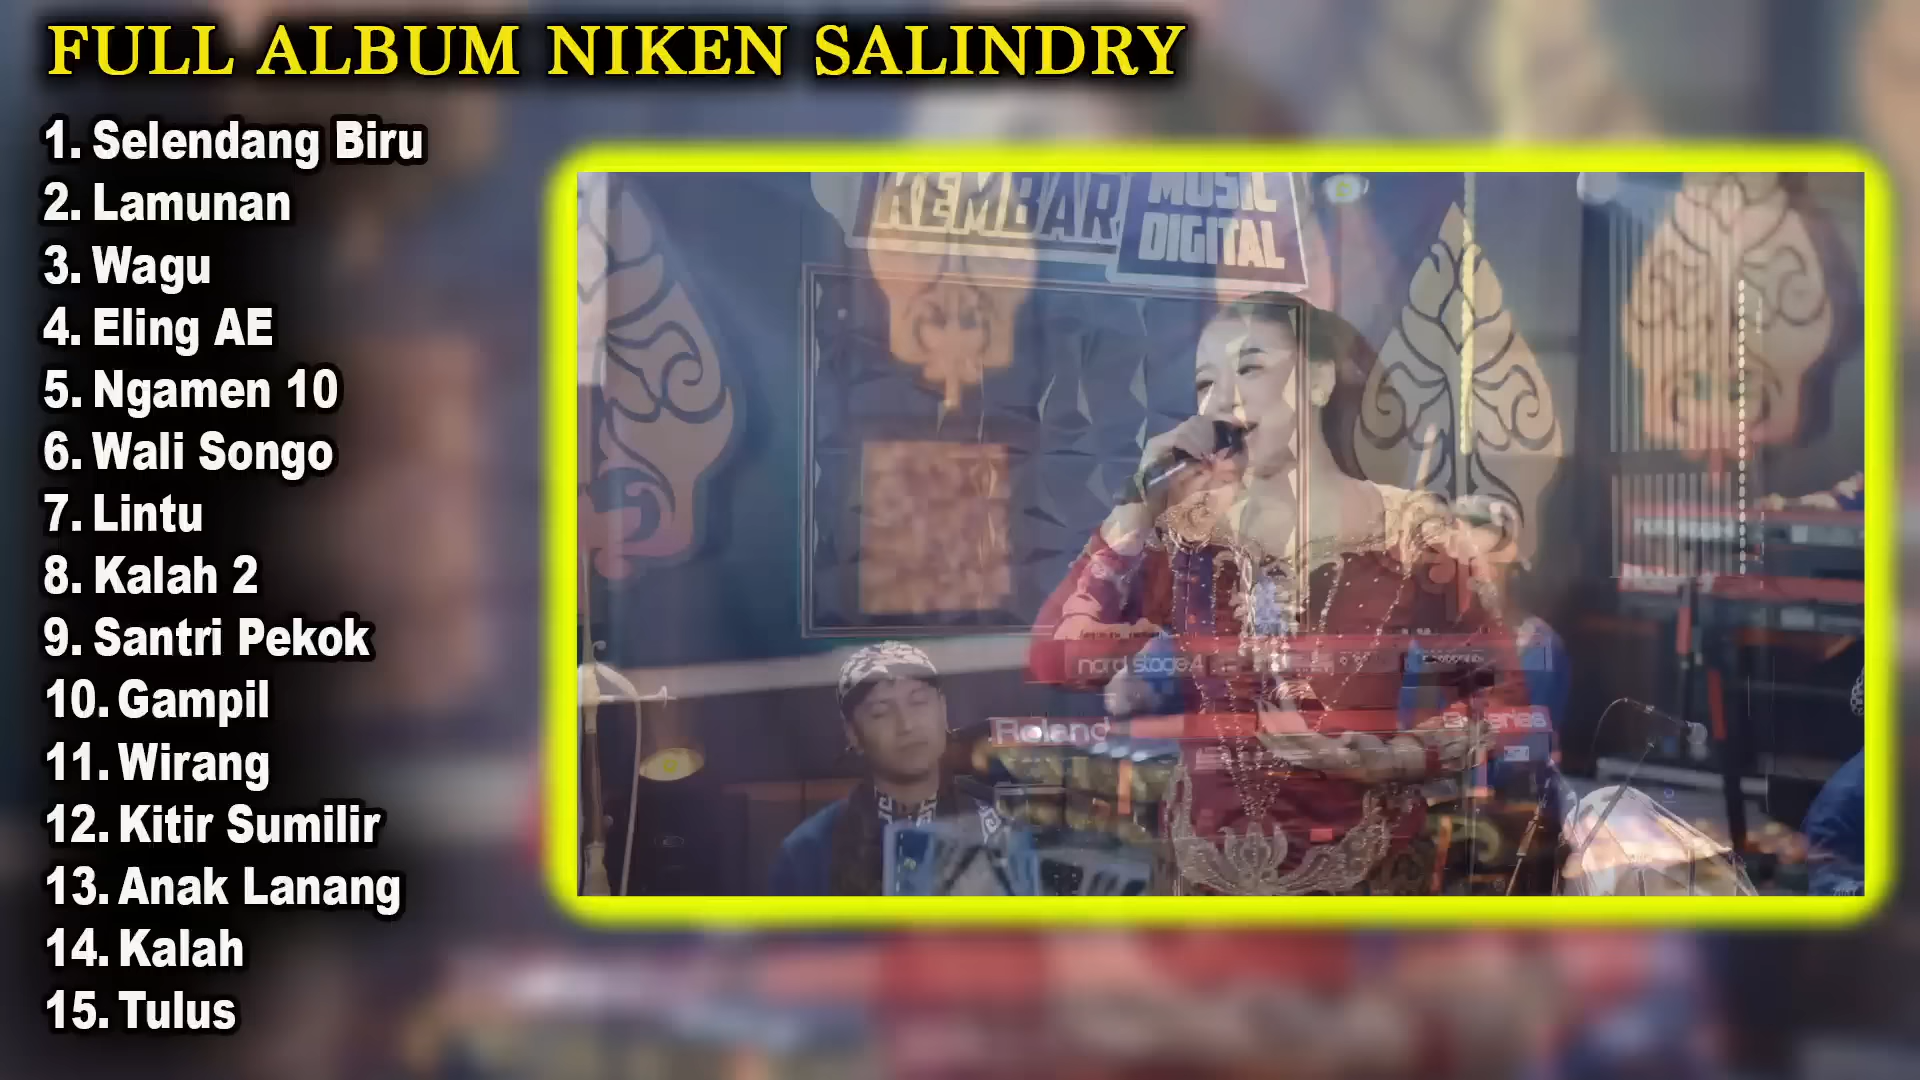 FULL ALBUM NIKEN SALINDRY
1. Selendang Biru
2. Lamunan
3. Wagu
4. Eling AE
5. Ngamen 10
6. Wali Songo
7. Lintu
8. Kalah 2
9. Santri Pekok
10. Gampil
11. Wirang
12. Kitir Sumilir
13. Anak Lanang
14. Kalah
15. Tulus
KEMBAR MUSIC
DIGITAL
nord stage 4
Roland